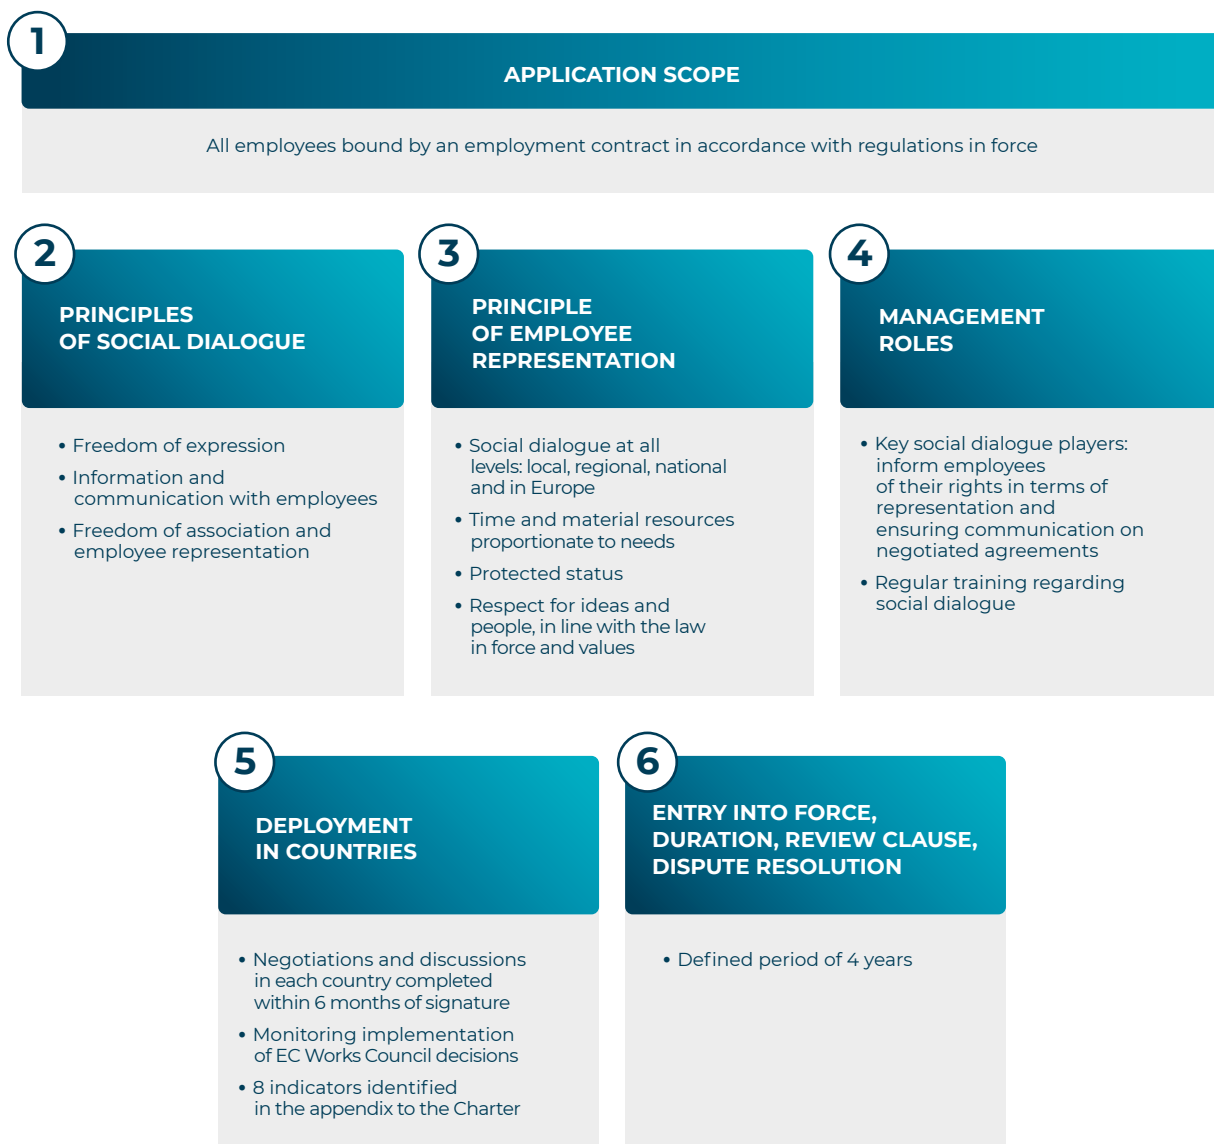 1
APPLICATION SCOPE
All employees bound by an employment contract in accordance with regulations in force
2
PRINCIPLES
OF SOCIAL DIALOGUE
• Freedom of expression
• Information and
communication with employees
• Freedom of association and
employee representation
3
PRINCIPLE
OF EMPLOYEE
REPRESENTATION
• Social dialogue at all
levels: local, regional, national
and in Europe
• Time and material resources
proportionate to needs
• Protected status
• Respect for ideas and
people, in line with the law
in force and values
4
MANAGEMENT
ROLES
• Key social dialogue players:
inform employees
of their rights in terms of
representation and
ensuring communication on
negotiated agreements
• Regular training regarding
social dialogue
5
DEPLOYMENT
IN COUNTRIES
• Negotiations and discussions
in each country completed
within 6 months of signature
• Monitoring implementation
of EC Works Council decisions
• 8 indicators identified
in the appendix to the Charter
6
ENTRY INTO FORCE,
DURATION, REVIEW CLAUSE,
DISPUTE RESOLUTION
• Defined period of 4 years